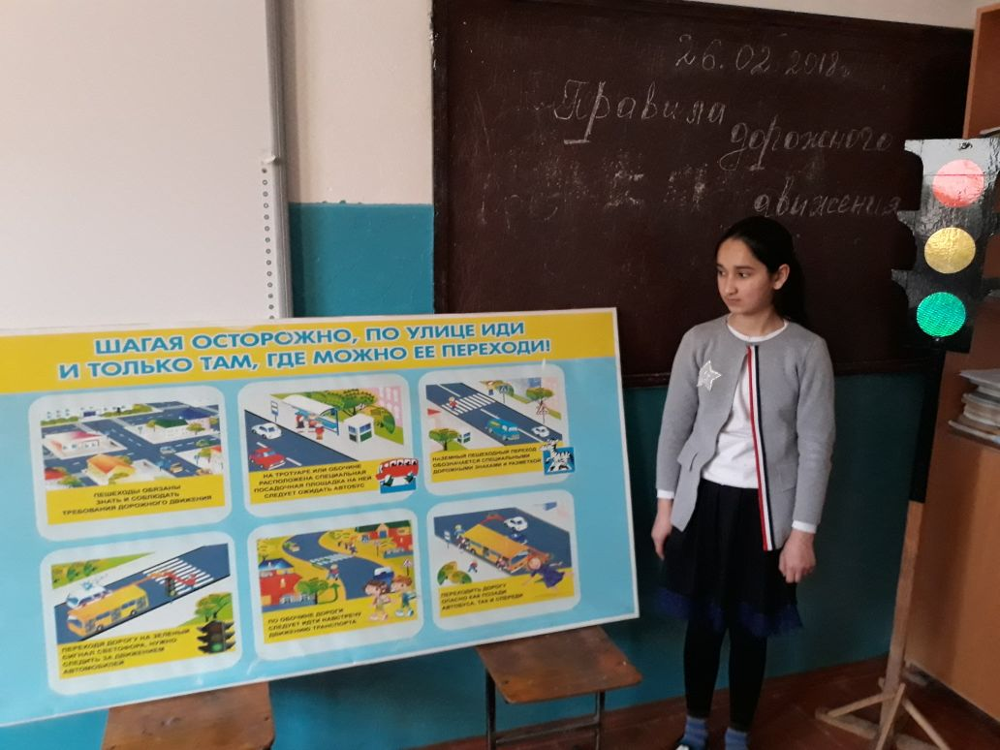 26.02.2018г
Правила
дорожного
движения
ШАГАЯ ОСТОРОЖНО, ПО УЛИЦЕ ИДИ
И ТОЛЬКО ТАМ, ГДЕ МОЖНО ЕЕ ПЕРЕХОДИ!
ПЕШЕХОДЫ ОБЯЗАНЫ
ЗНАТЬ И СОБЛЮДАТЬ
ТРЕБОВАНИЯ ДОРОЖНОГО ДВИЖЕНИЯ
НА ТРОТУАРЕ ИЛИ ОБОЧИНЕ
РАСПОЛОЖЕНА СПЕЦИАЛЬНАЯ
ПОСАДОЧНАЯ ПЛОЩАДКА НА НЕЙ
СЛЕДУЕТ ОЖИДАТЬ АВТОБУС
НАЗЕМНЫЙ ПЕШЕХОДНЫЙ ПЕРЕХОД
ОБОЗНАЧАЕТСЯ СПЕЦИАЛЬНЫМИ
ДОРОЖНЫМИ ЗНАКАМИ И РАЗМЕТКОЙ
ПЕРЕХОДЯ ДОРОГУ НА ЗЕЛЕНЫЙ
СИГНАЛ СВЕТОФОРА, НУЖНО
СЛЕДИТЬ ЗА ДВИЖЕНИЕМ
АВТОМОБИЛЕЙ
ПО ОБОЧИНЕ ДОРОГИ
СЛЕДУЕТ ИДТИ НАВСТРЕЧУ
ДВИЖЕНИЮ ТРАНСПОРТА
ПЕРЕХОДИТЬ ДОРОГУ
ОПАСНО КАК ПОЗАДИ
АВТОБУСА, ТАК И СПЕРЕДИ